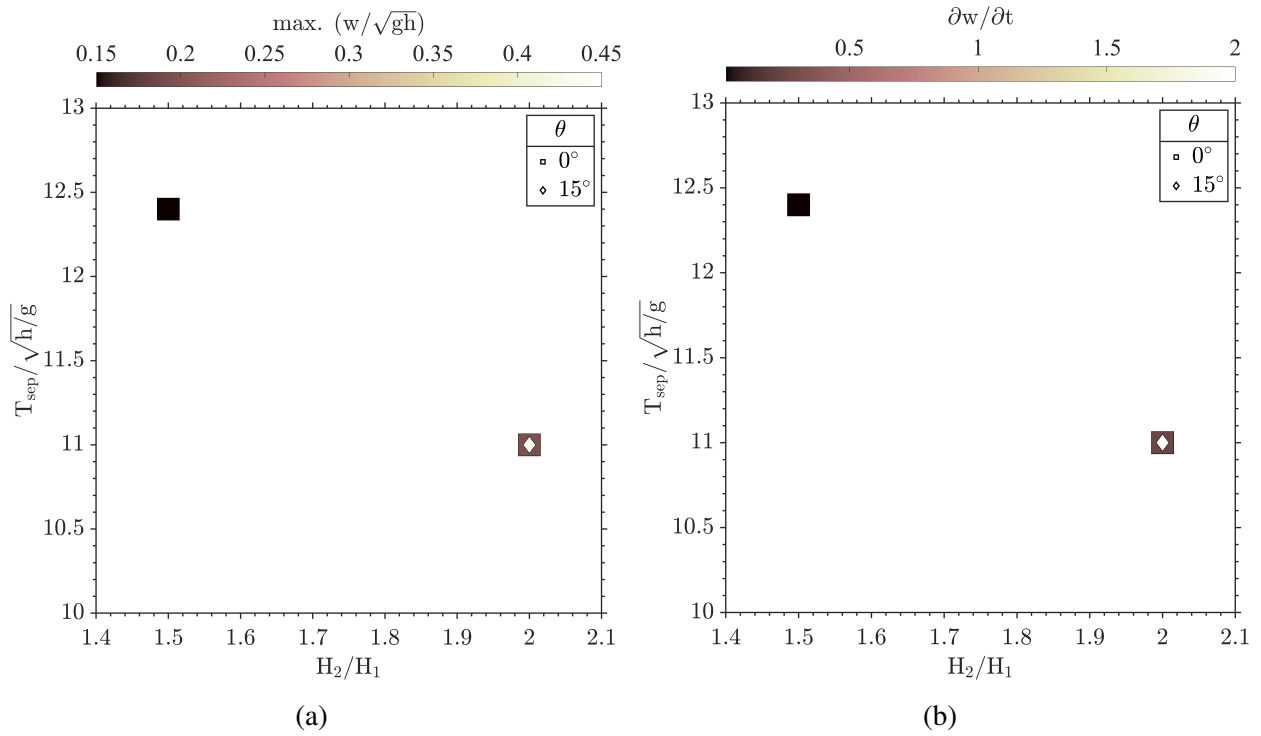 max. (w/√gh)
0.15 0.2 0.25 0.3 0.35 0.4 0.45
13
12.5
12
11.5
11
10.5
10
T_sep/√h/g
θ
0°
15°
1.4 1.5 1.6 1.7 1.8 1.9 2 2.1
H₂/H₁
(a)
∂w/∂t
0.5 1 1.5 2
13
12.5
12
11.5
11
10.5
10
T_sep/√h/g
θ
0°
15°
1.4 1.5 1.6 1.7 1.8 1.9 2 2.1
H₂/H₁
(b)